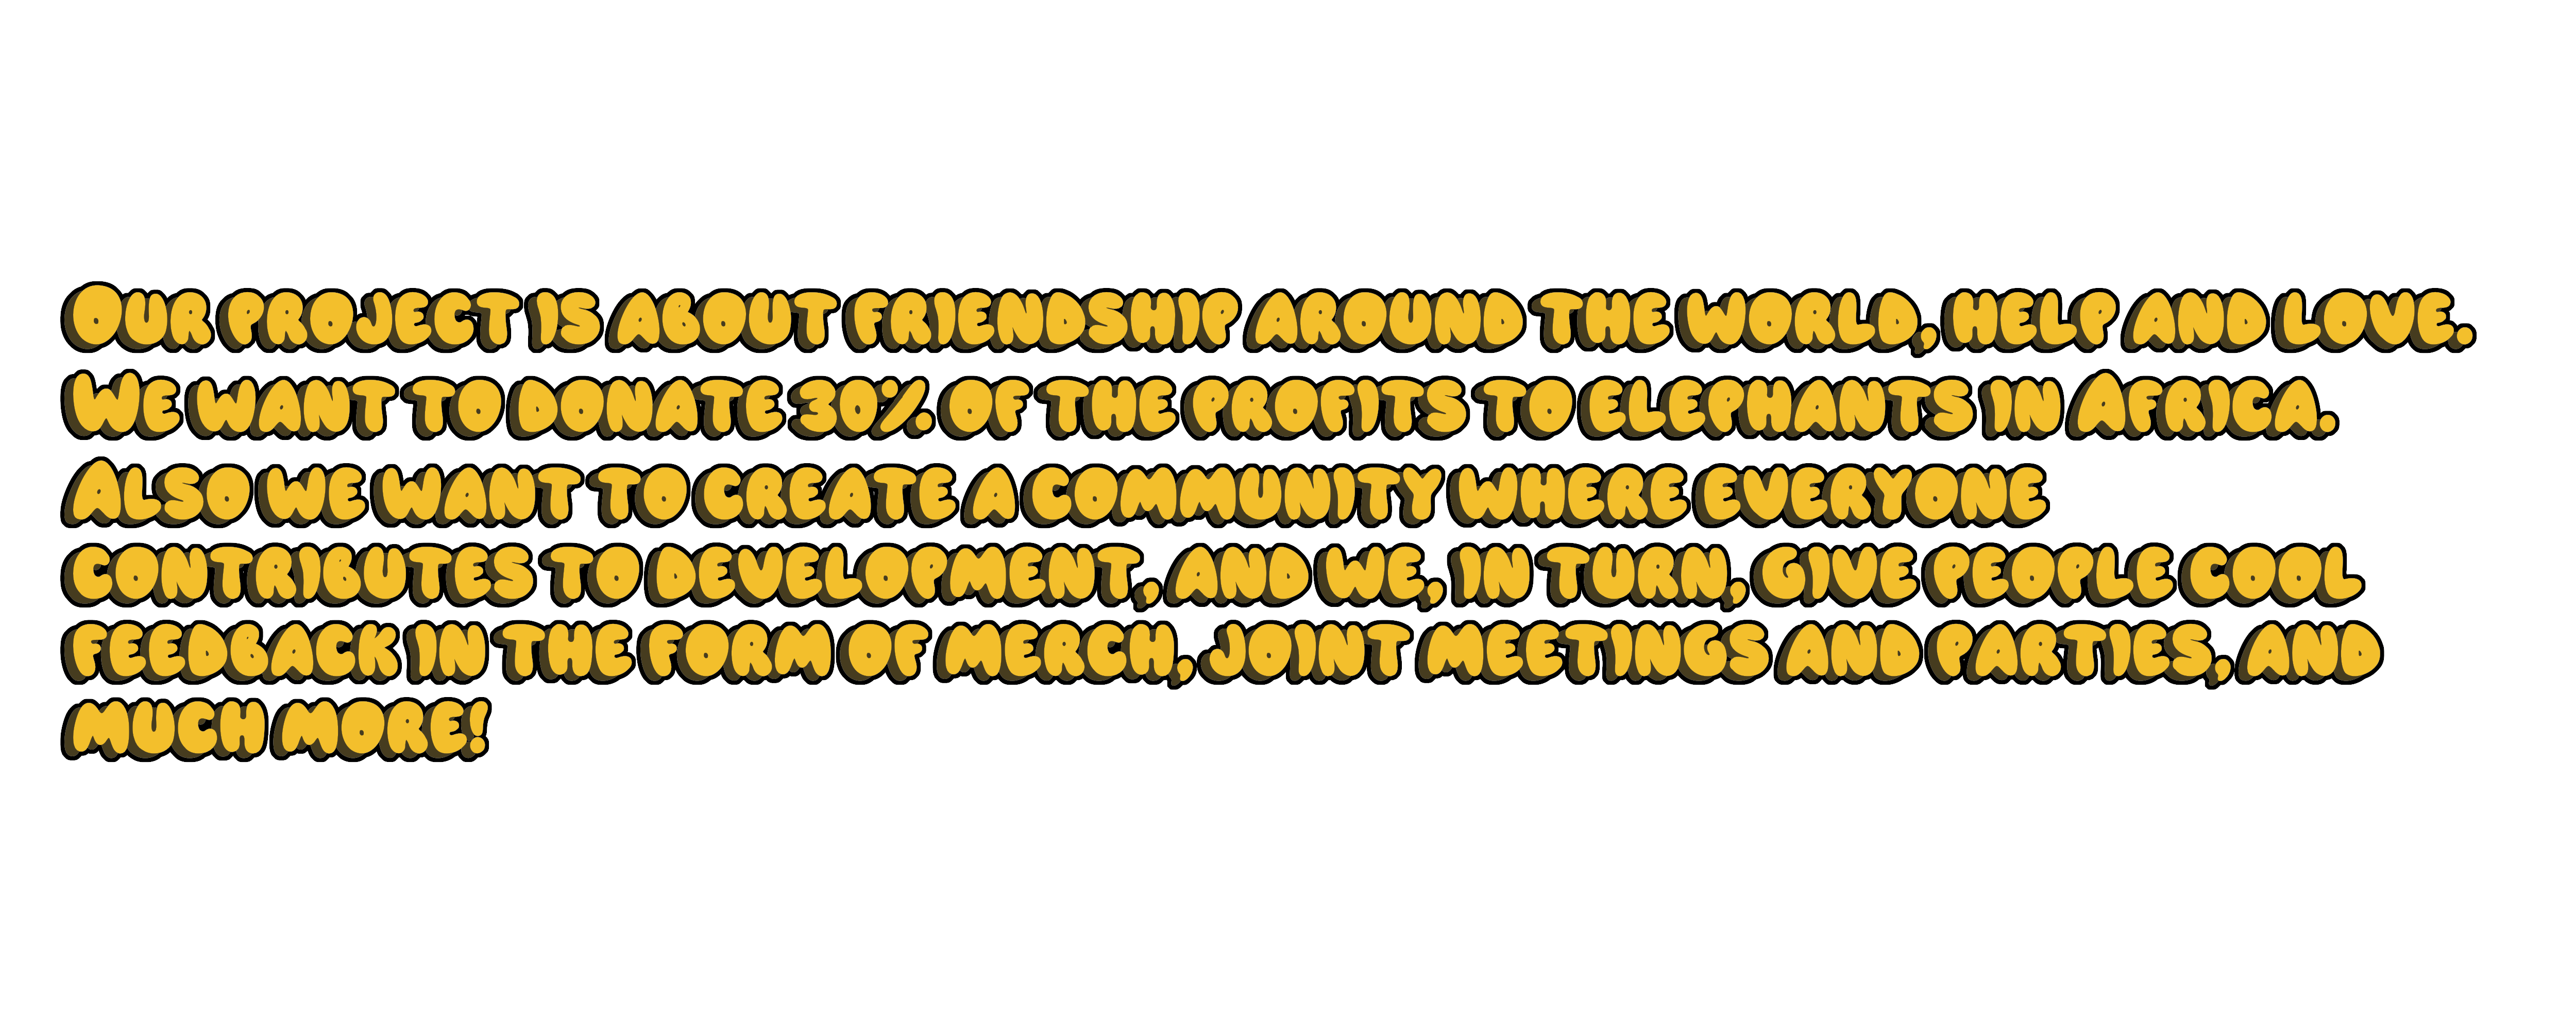 Our project is about friendship around the world, help and love.
We want to donate 30% of the profits to elephants in Africa.
Also we want to create a community where everyone
contributes to development, and we, in turn, give people cool
feedback in the form of merch, joint meetings and parties, and
much more!